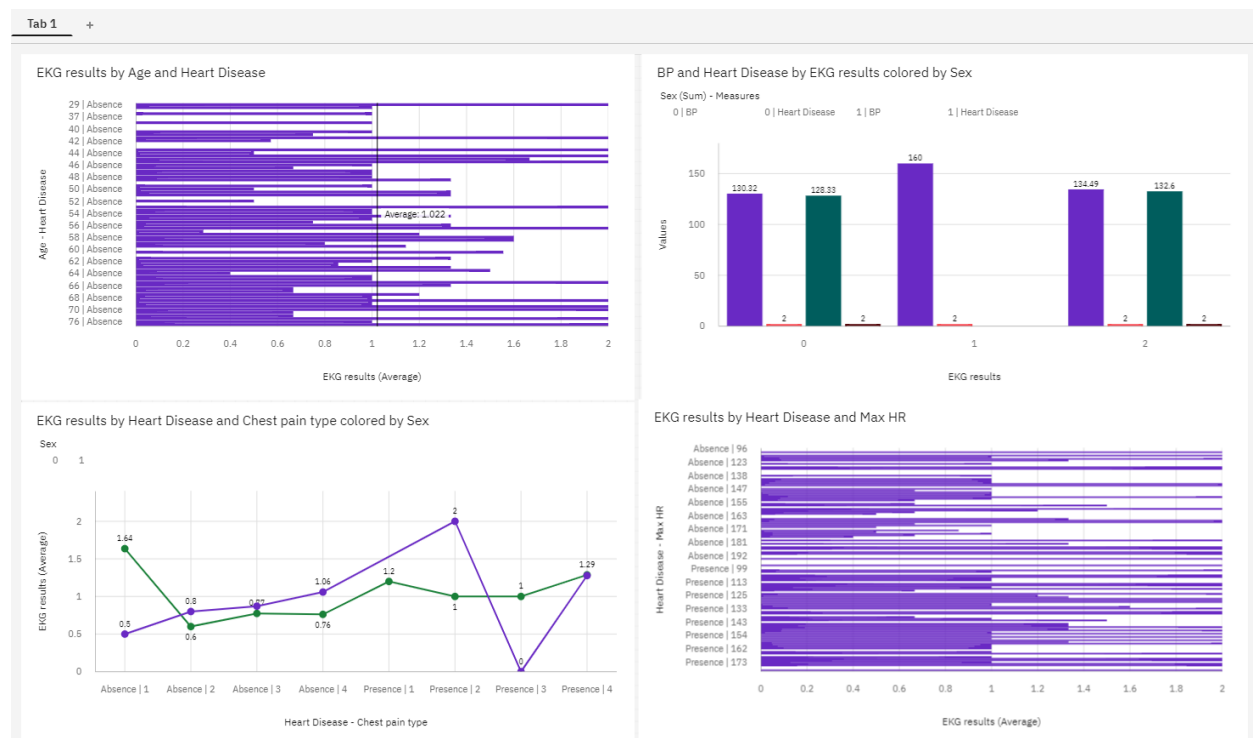 Tab 1 +
EKG results by Age and Heart Disease
Age - Heart Disease
29 | Absence
37 | Absence
40 | Absence
42 | Absence
44 | Absence
46 | Absence
48 | Absence
50 | Absence
52 | Absence
54 | Absence
56 | Absence
58 | Absence
60 | Absence
62 | Absence
64 | Absence
66 | Absence
68 | Absence
70 | Absence
76 | Absence
Average: 1.022
0 0.2 0.4 0.6 0.8 1 1.2 1.4 1.6 1.8 2
EKG results (Average)
BP and Heart Disease by EKG results colored by Sex
Sex (Sum) - Measures
0 | BP 0 | Heart Disease 1 | BP 1 | Heart Disease
Values
150
100
50
0
130.32 2 128.33 2 160 2 134.49 2 132.6 2
0 1 2
EKG results
EKG results by Heart Disease and Chest pain type colored by Sex
Sex
0 1
EKG results (Average)
2
1.5
1
0.5
0
1.64
0.5
0.8
0.6
1.06
0.76
1.2
2
1
1
0
1.29
Absence | 1 Absence | 2 Absence | 3 Absence | 4 Presence | 1 Presence | 2 Presence | 3 Presence | 4
Heart Disease - Chest pain type
EKG results by Heart Disease and Max HR
Heart Disease - Max HR
Absence | 96
Absence | 123
Absence | 138
Absence | 147
Absence | 155
Absence | 163
Absence | 171
Absence | 181
Absence | 192
Presence | 99
Presence | 113
Presence | 125
Presence | 133
Presence | 143
Presence | 154
Presence | 162
Presence | 173
0 0.2 0.4 0.6 0.8 1 1.2 1.4 1.6 1.8 2
EKG results (Average)